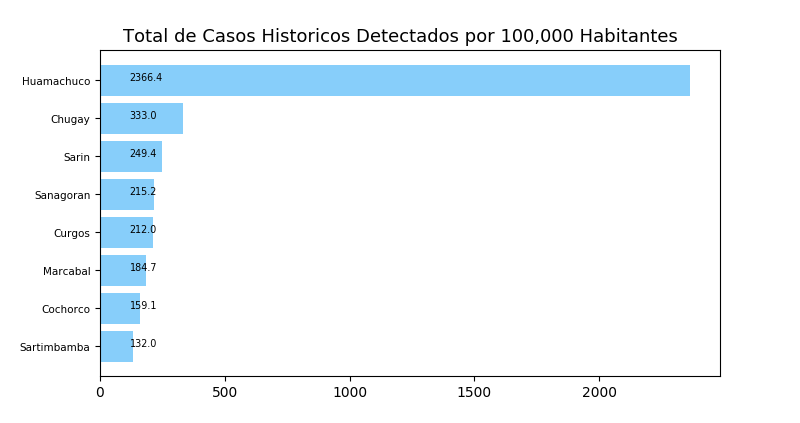 Total de Casos Historicos Detectados por 100,000 Habitantes
Huamachuco 2366.4
Chugay 333.0
Sarin 249.4
Sanagoran 215.2
Curgos 212.0
Marcabal 184.7
Cochorco 159.1
Sartimbamba 132.0
0 500 1000 1500 2000